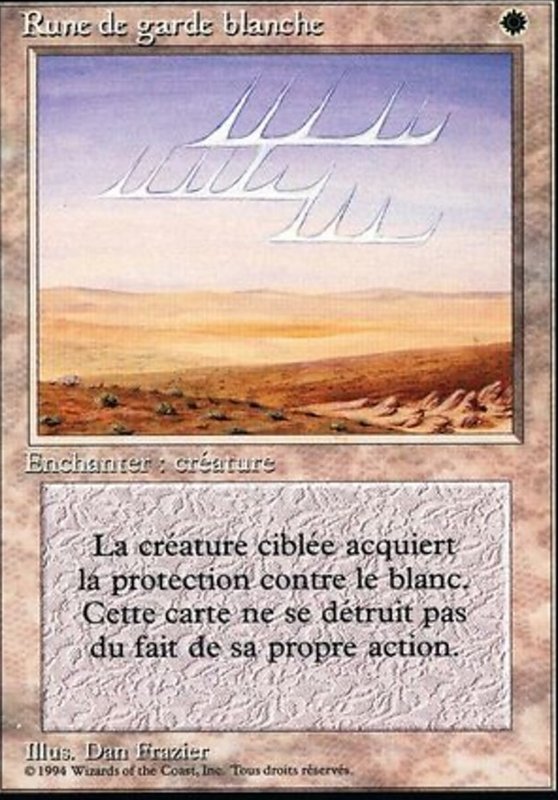 Rune de garde blanche
Enchanter : créature
La créature ciblée acquiert
la protection contre le blanc.
Cette carte ne se détruit pas
du fait de sa propre action.
Illus. Dan Frazier
© 1994 Wizards of the Coast, Inc. Tous droits réservés.